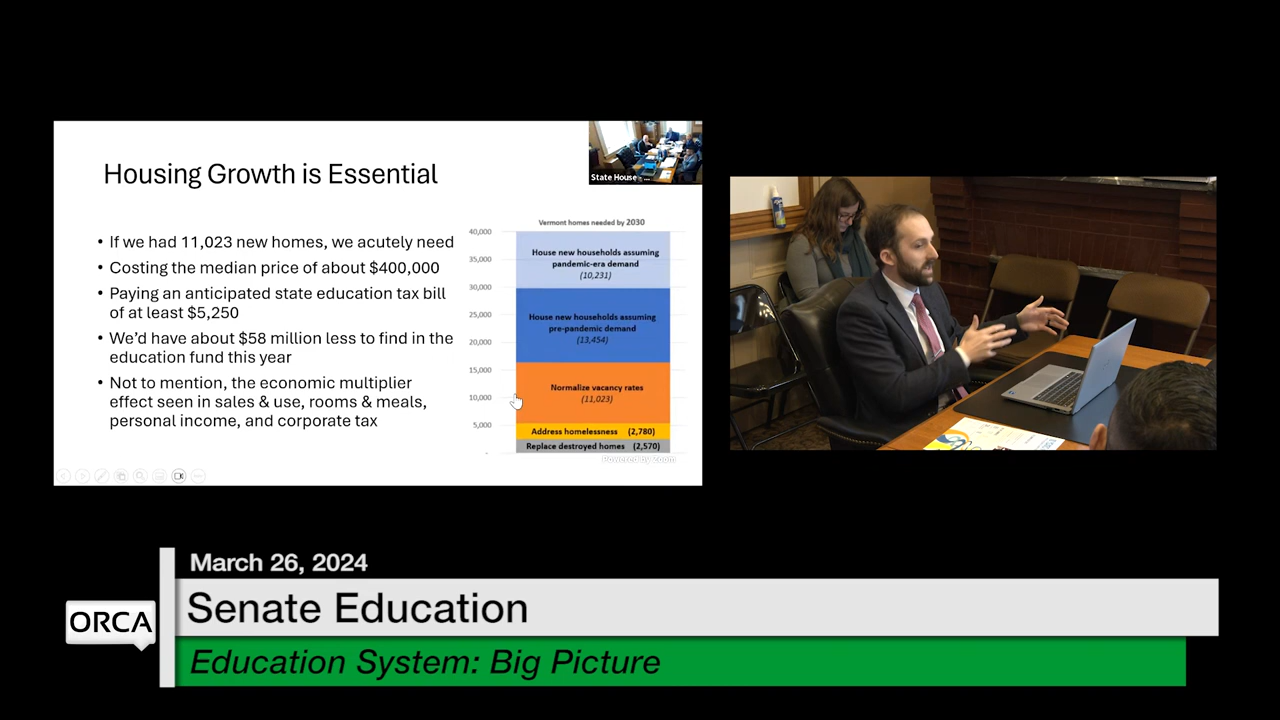 Housing Growth is Essential
State House - ...
• If we had 11,023 new homes, we acutely need
• Costing the median price of about $400,000
• Paying an anticipated state education tax bill
of at least $5,250
• We'd have about $58 million less to find in the
education fund this year
• Not to mention, the economic multiplier
effect seen in sales & use, rooms & meals,
personal income, and corporate tax
Vermont homes needed by 2030
40,000
35,000
30,000
25,000
20,000
15,000
10,000
5,000
-
House new households assuming
pandemic-era demand
(10,231)
House new households assuming
pre-pandemic demand
(13,454)
Normalize vacancy rates
(11,023)
Address homelessness (2,780)
Replace destroyed homes (2,570)
Powered by Zoom
March 26, 2024
ORCA
Senate Education
Education System: Big Picture